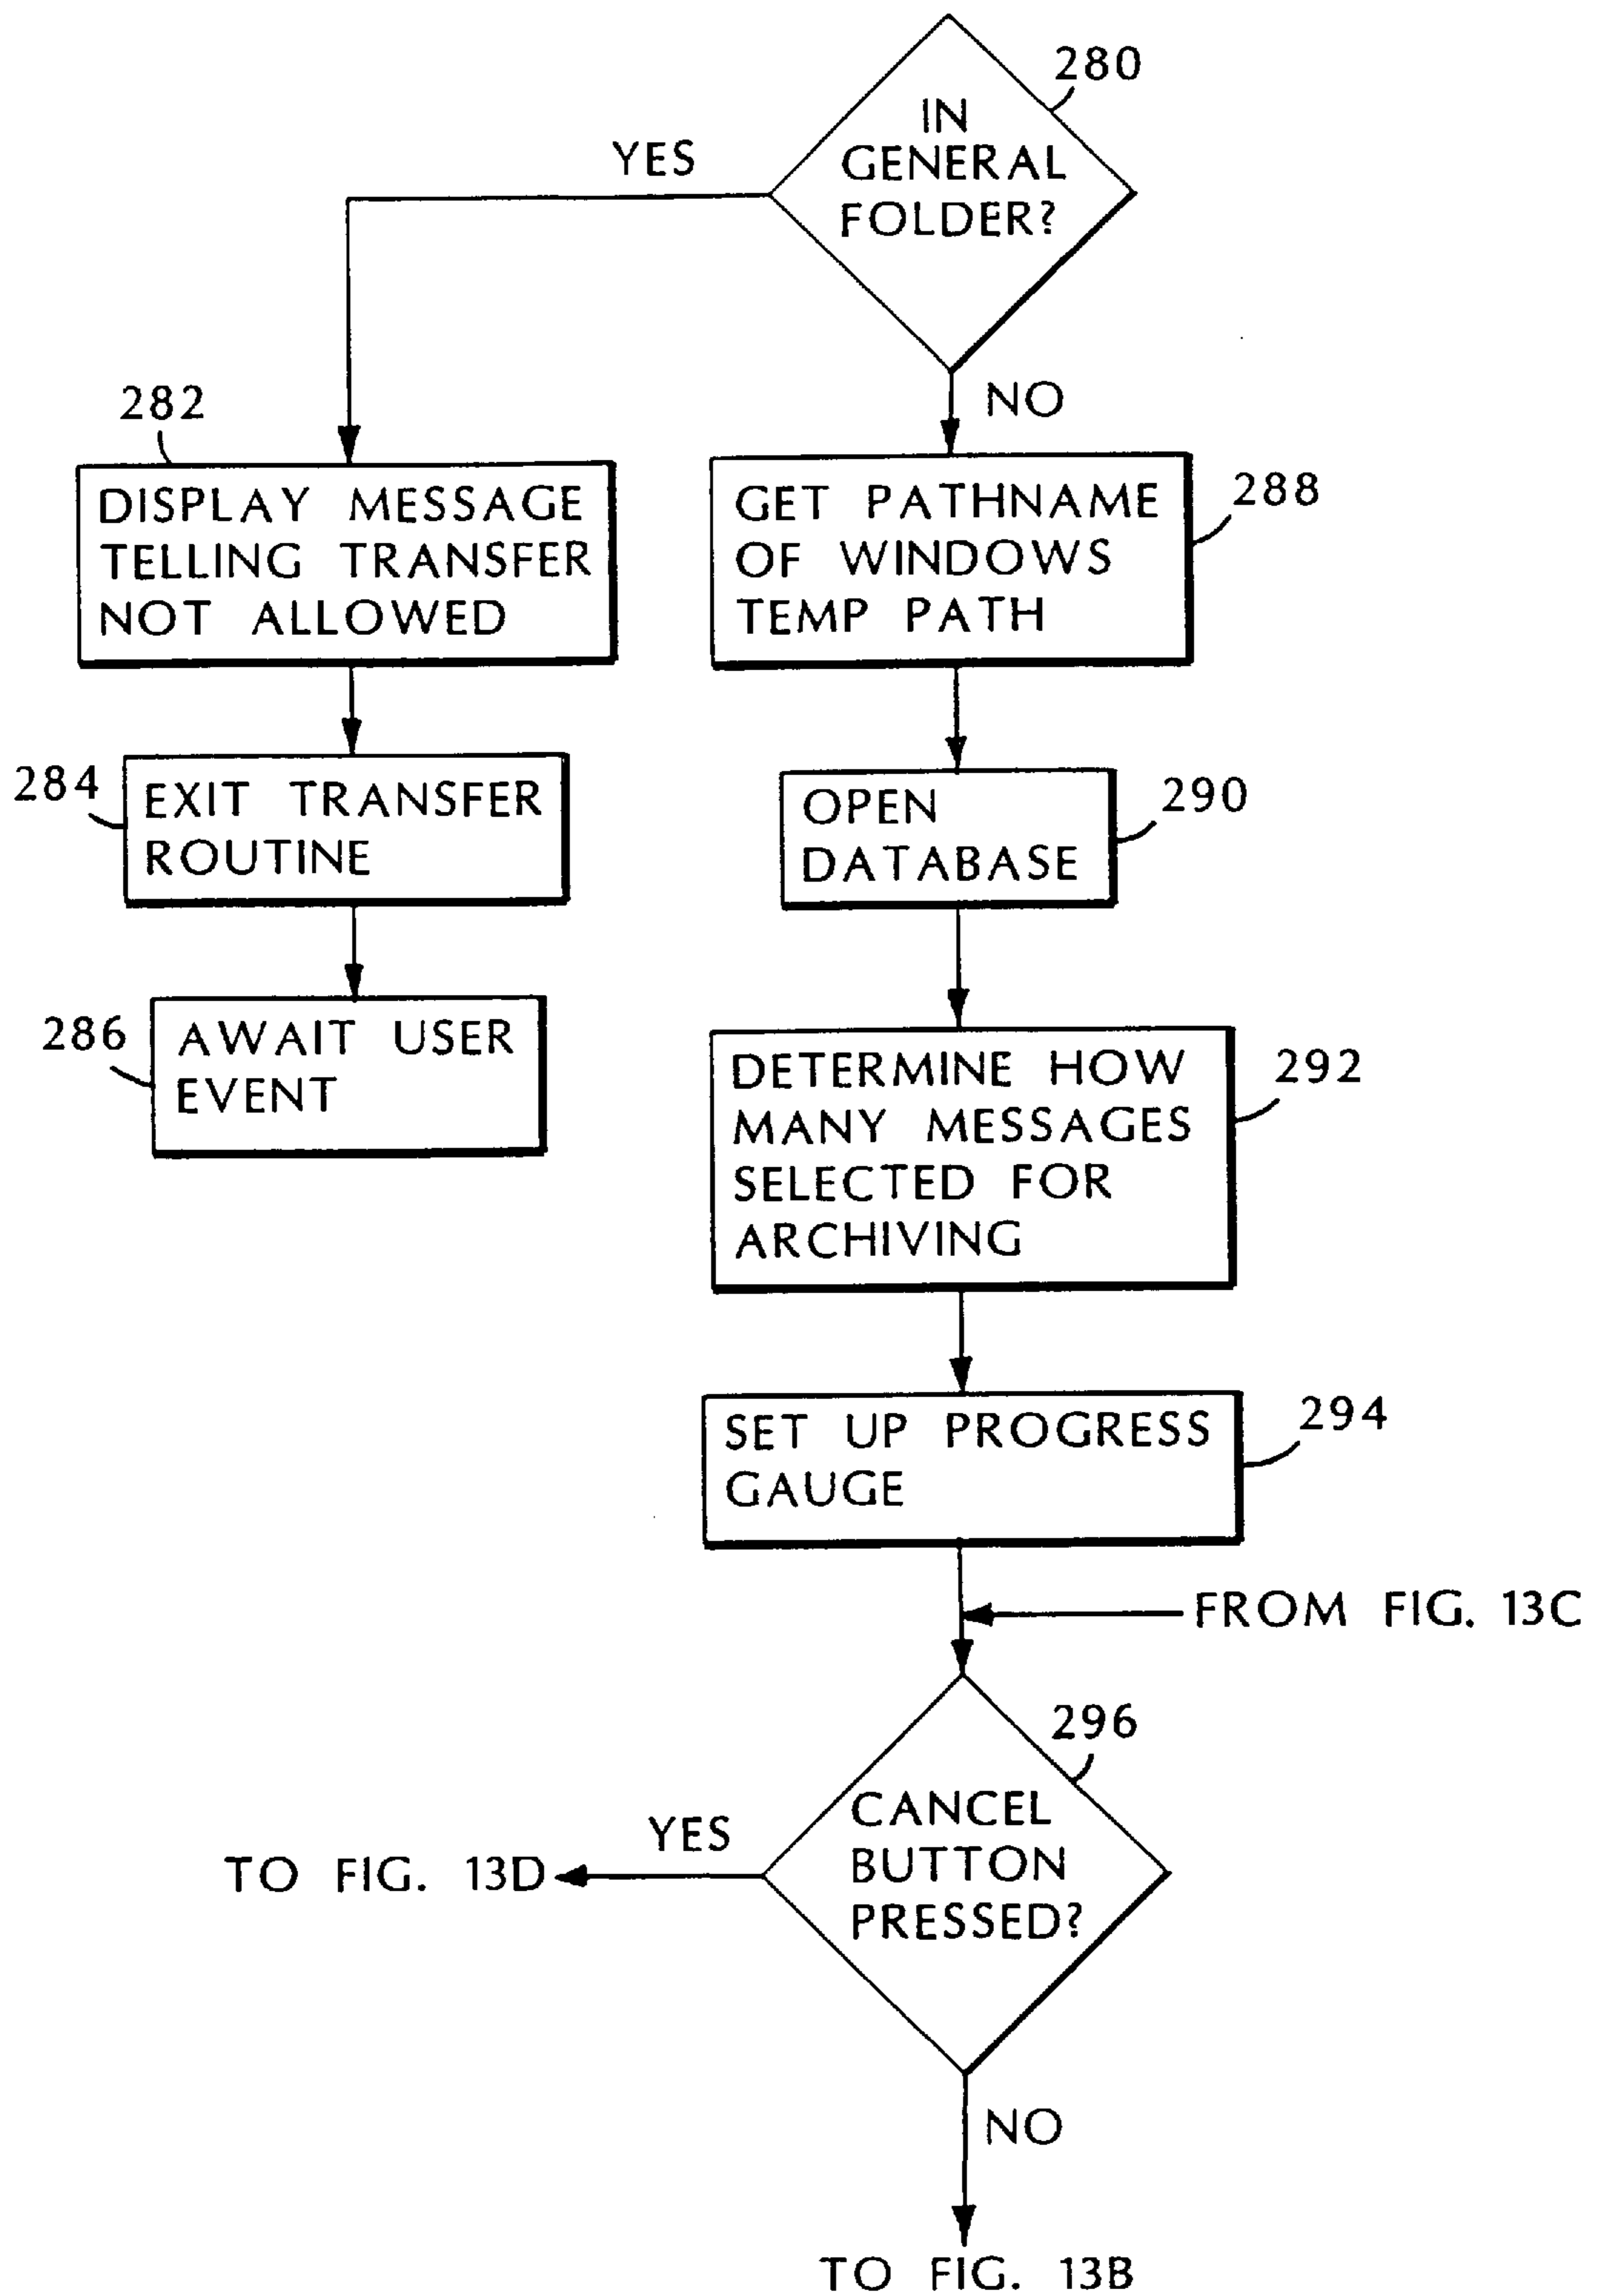 280
IN
GENERAL
FOLDER?
YES
NO
282
DISPLAY MESSAGE
TELLING TRANSFER
NOT ALLOWED
288
GET PATHNAME
OF WINDOWS
TEMP PATH
284
EXIT TRANSFER
ROUTINE
290
OPEN
DATABASE
286
AWAIT USER
EVENT
292
DETERMINE HOW
MANY MESSAGES
SELECTED FOR
ARCHIVING
294
SET UP PROGRESS
GAUGE
FROM FIG. 13C
296
CANCEL
BUTTON
PRESSED?
YES
TO FIG. 13D
NO
TO FIG. 13B